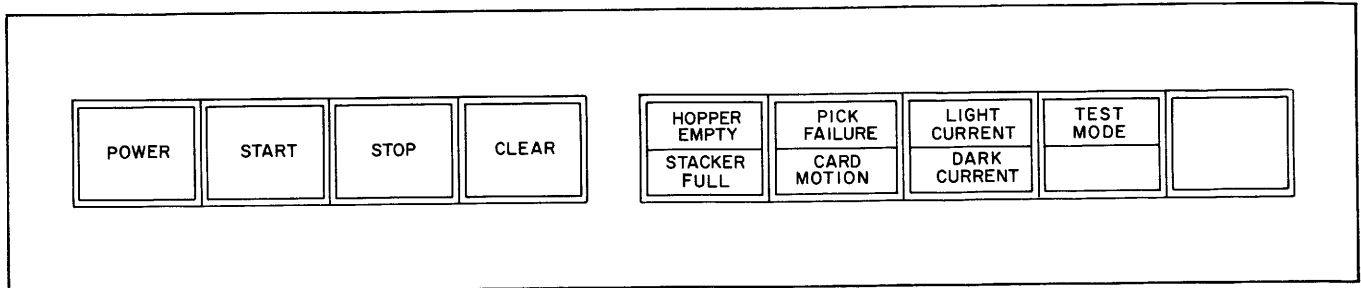 POWER
START
STOP
CLEAR
HOPPER
EMPTY
STACKER
FULL
PICK
FAILURE
CARD
MOTION
LIGHT
CURRENT
DARK
CURRENT
TEST
MODE